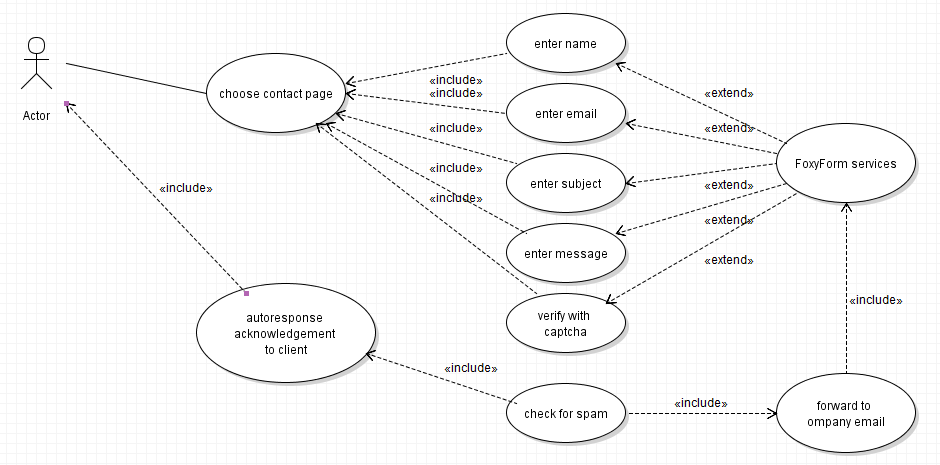 enter name
«include»
«include»
«extend»
choose contact page
Actor
enter email
«include»
«extend»
FoxyForm services
«include»
«include»
enter subject
«extend»
«include»
«extend»
enter message
«extend»
«include»
autoresponse
acknowledgement
to client
verify with
captcha
«include»
check for spam
«include»
forward to
ompany email